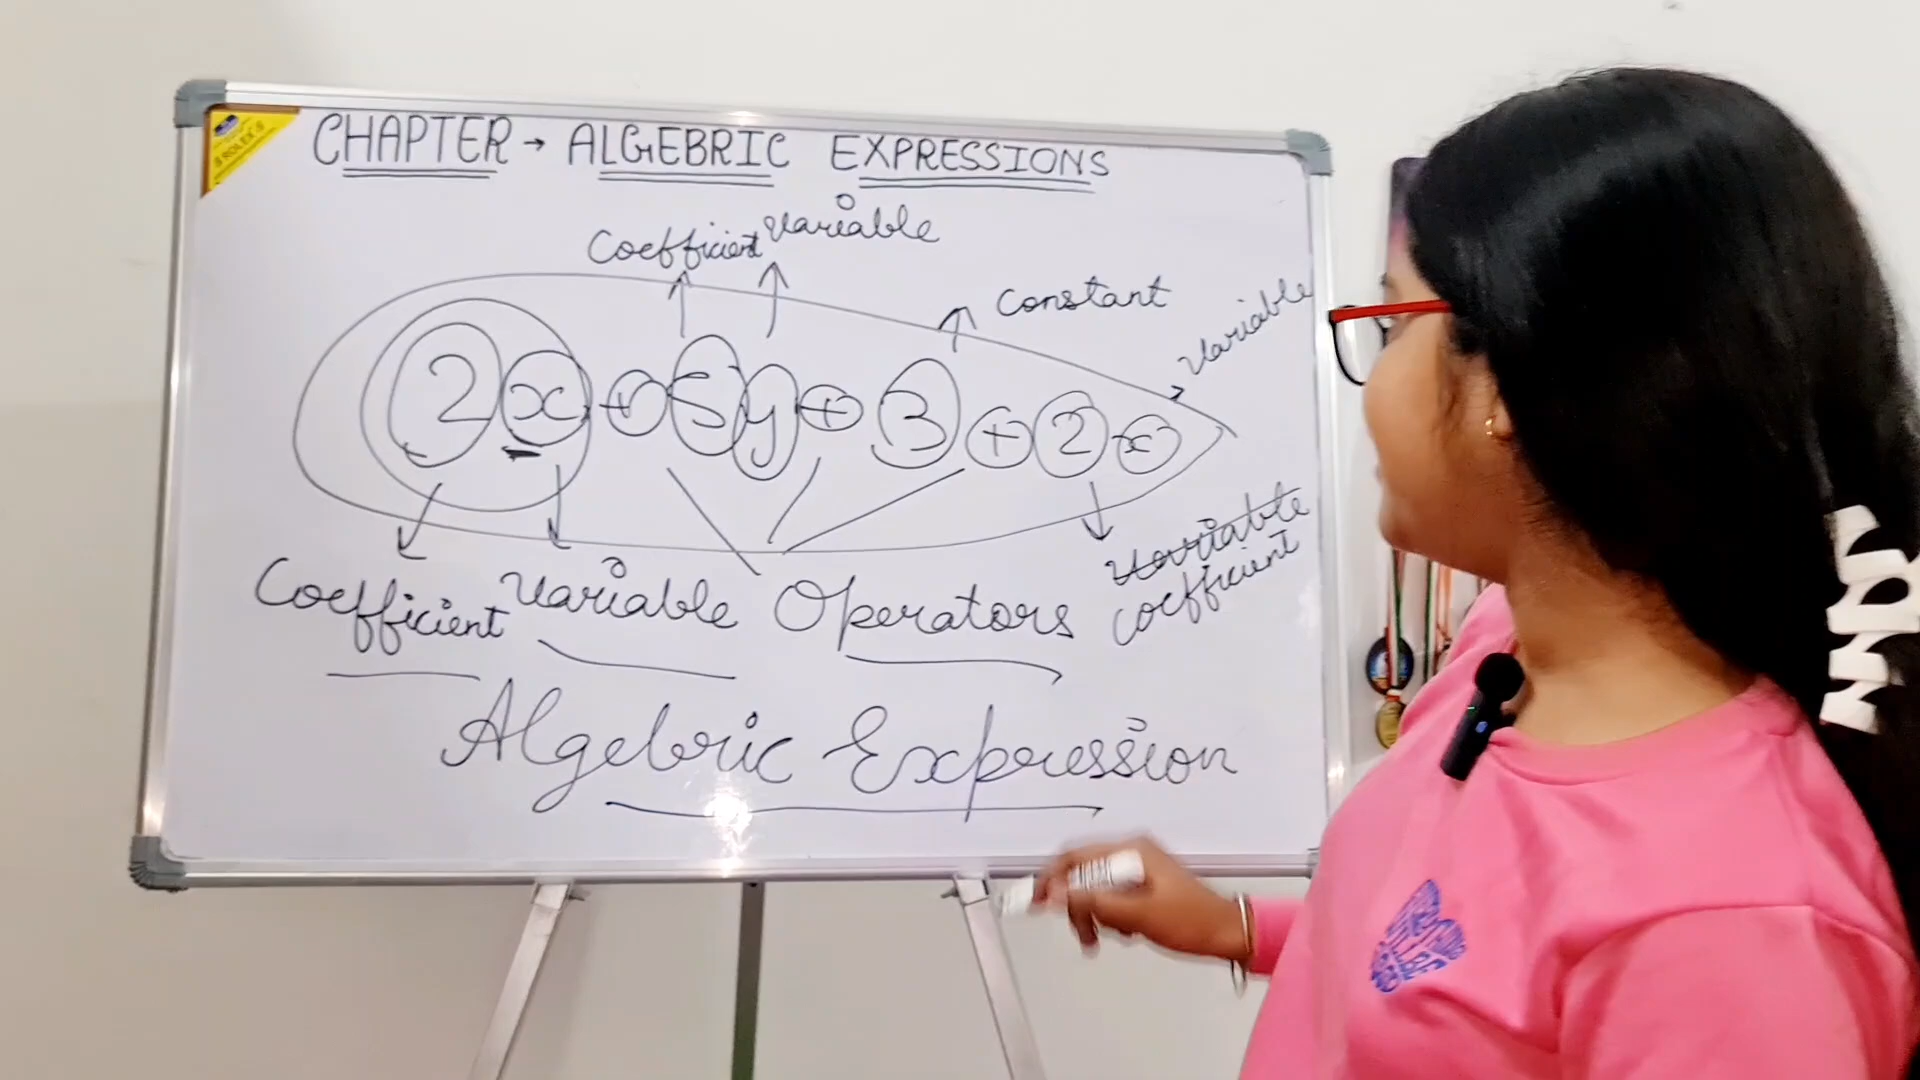 CHAPTER → ALGEBRIC EXPRESSIONS
Coefficient Variable
Constant
Variable
2x + 5y + 3 + 2x
Variable
coefficient
Coefficient Variable Operators
Algebric Expression